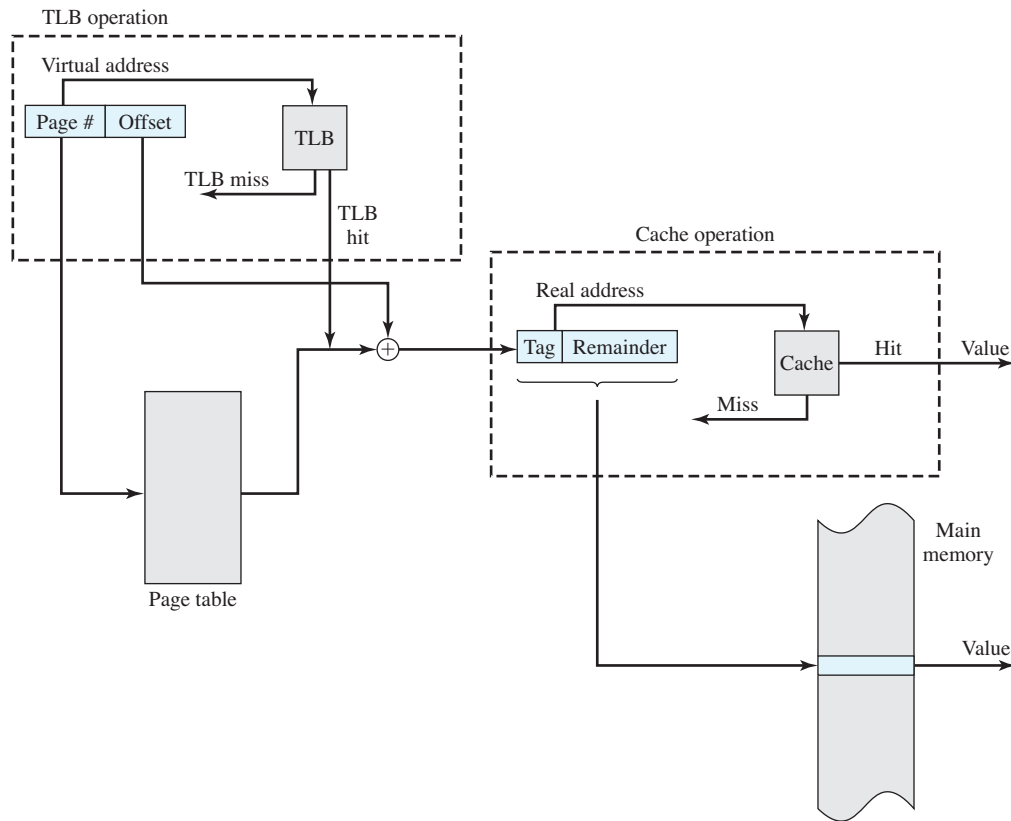 TLB operation
Virtual address
Page #
Offset
TLB
TLB miss
TLB
hit
Cache operation
Real address
Tag
Remainder
Cache
Hit
Value
Miss
+
Page table
Main
memory
Value